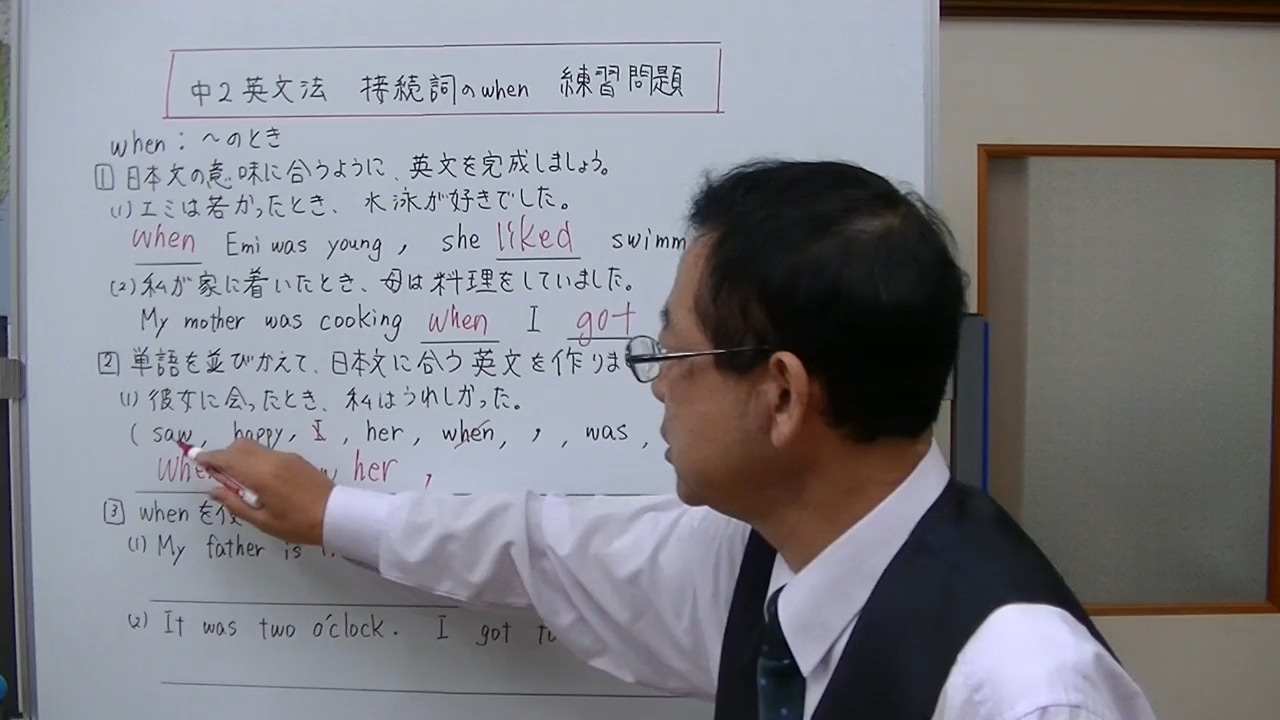 中2英文法 接続詞のwhen 練習問題
when：〜のとき
1 日本文の意味に合うように、英文を完成しましょう。
(1) エミは若かったとき、水泳が好きでした。
when Emi was young, she liked swimm
(2) 私が家に着いたとき、母は料理をしていました。
My mother was cooking when I got
2 単語を並びかえて、日本文に合う英文を作りま
(1) 彼女に会ったとき、私はうれしかった。
( saw, happy, I, her, when, , , was,
Whe her ,
3 whenを使
(1) My father is
(2) It was two o'clock. I got